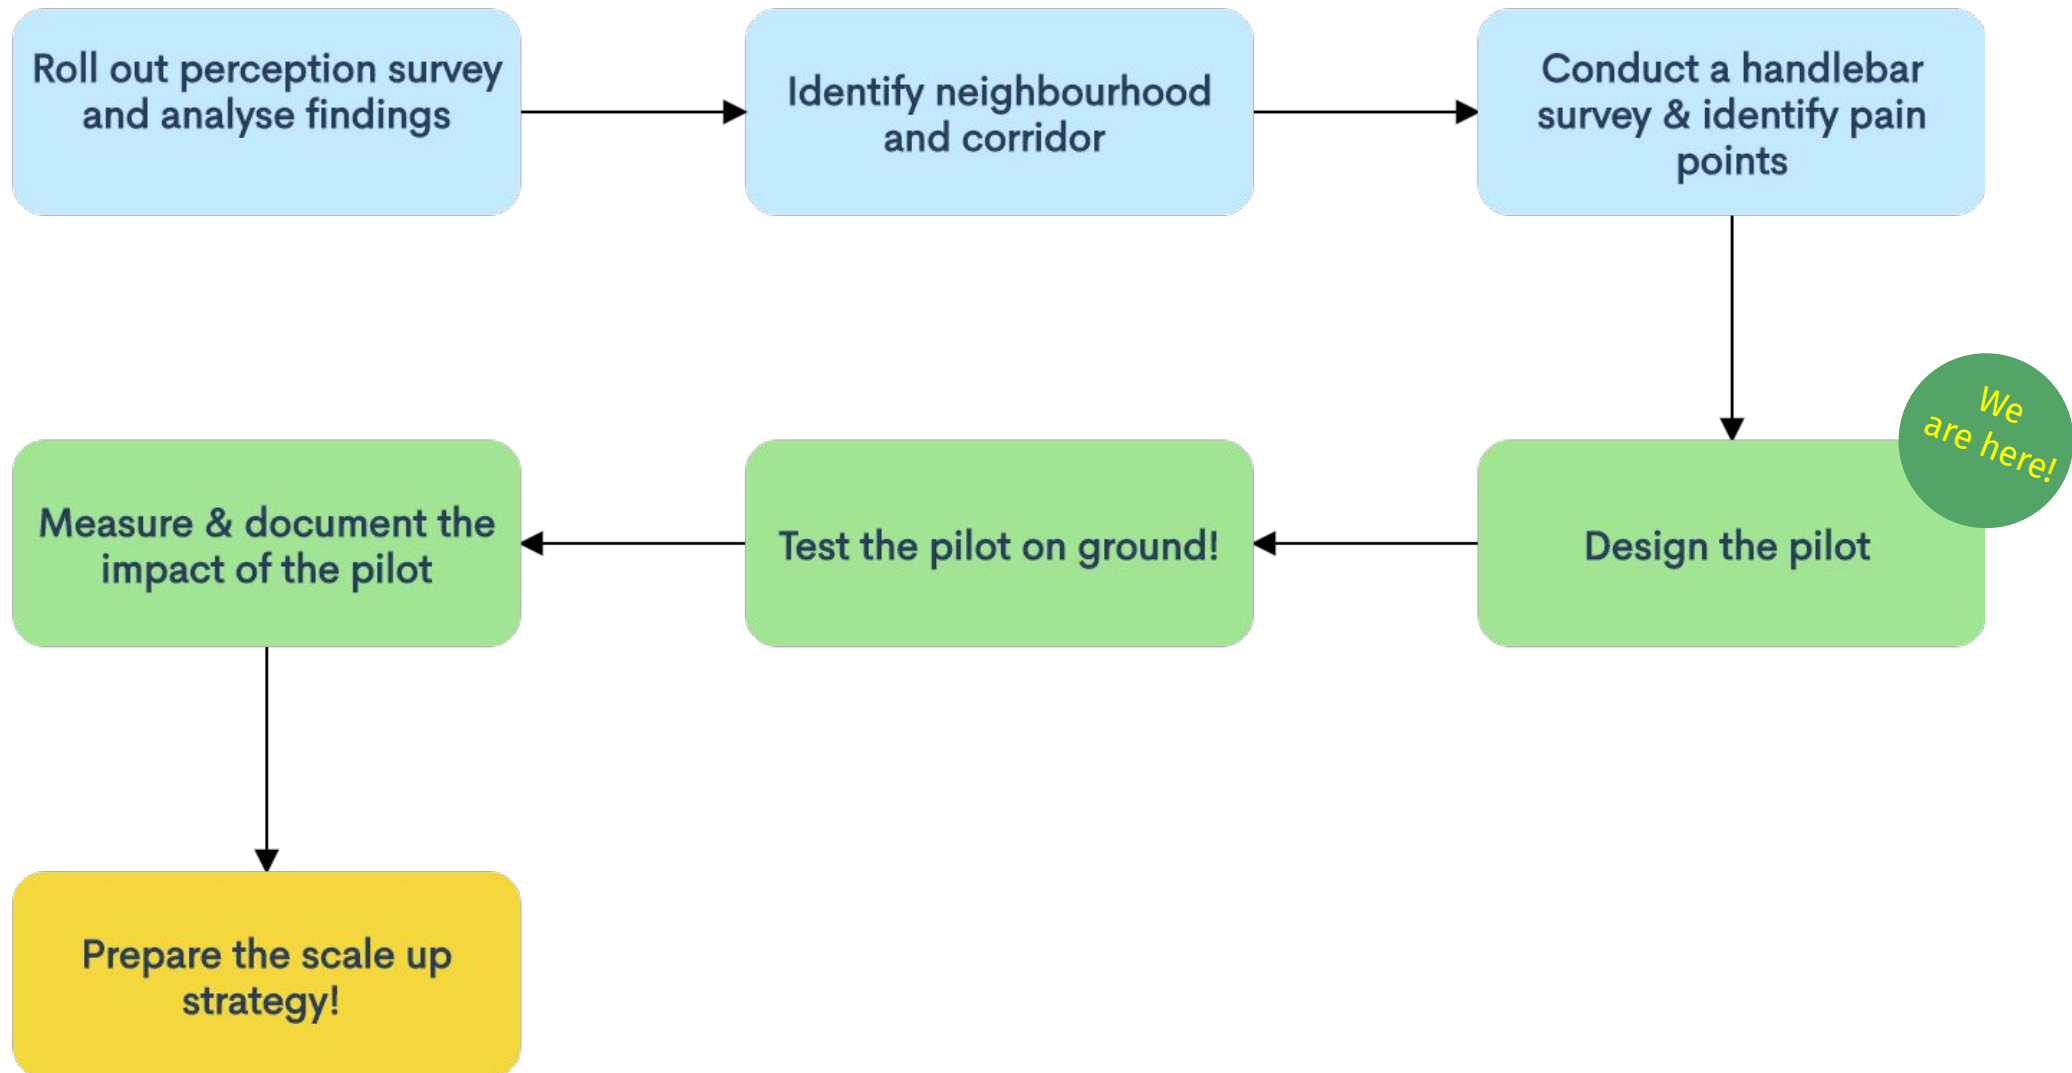 Roll out perception survey
and analyse findings
Identify neighbourhood
and corridor
Conduct a handlebar
survey & identify pain
points
We
are here!
Design the pilot
Test the pilot on ground!
Measure & document the
impact of the pilot
Prepare the scale up
strategy!